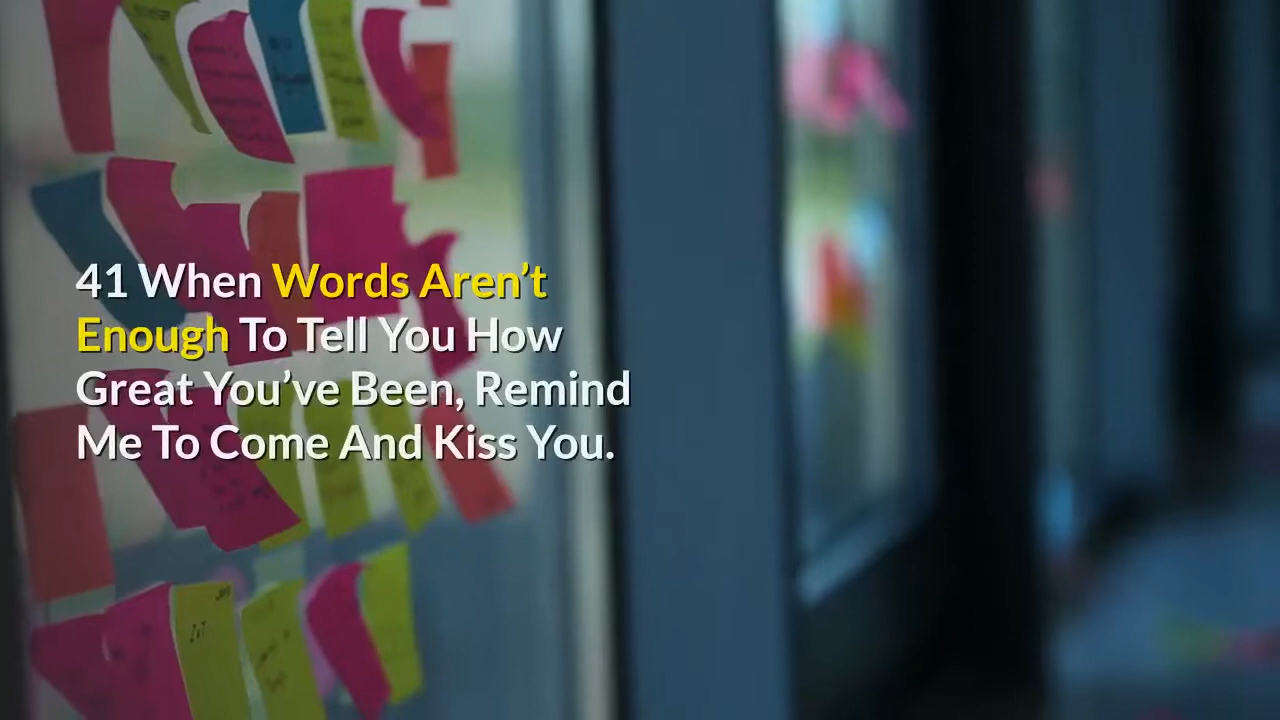 41 When Words Aren’t
Enough To Tell You How
Great You’ve Been, Remind
Me To Come And Kiss You.